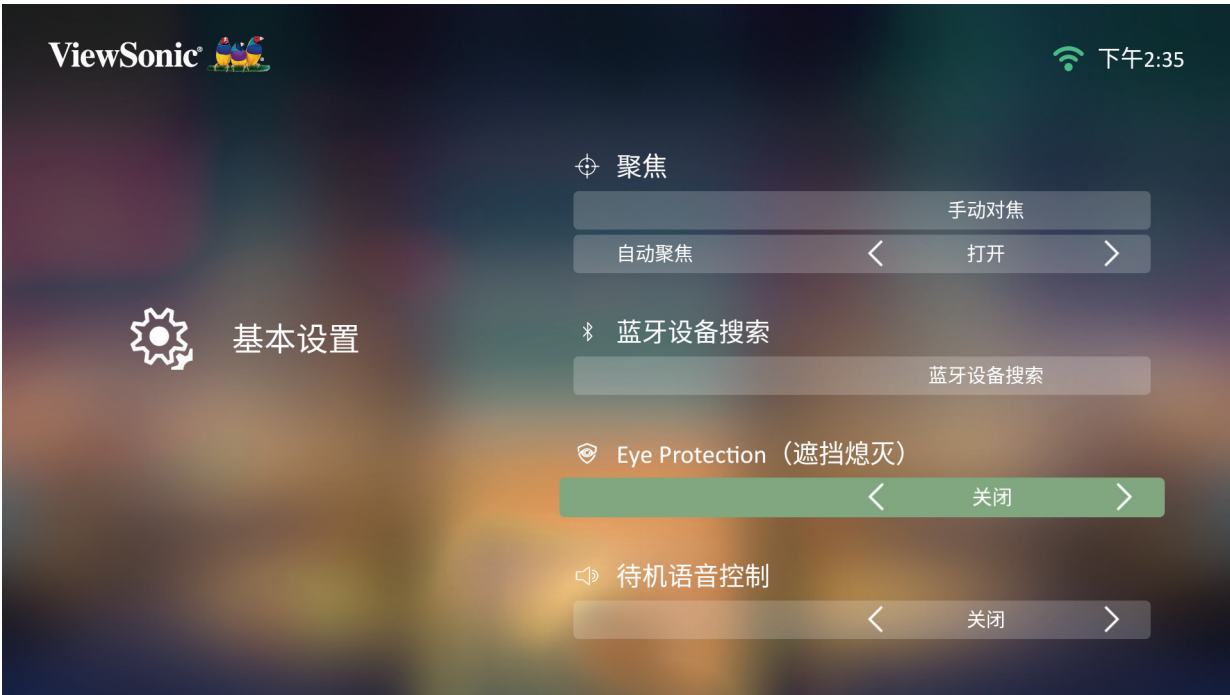 ViewSonic®
下午2:35
聚焦
手动对焦
自动聚焦 打开
基本设置
蓝牙设备搜索
蓝牙设备搜索
Eye Protection（遮挡熄灭）
关闭
待机语音控制
关闭